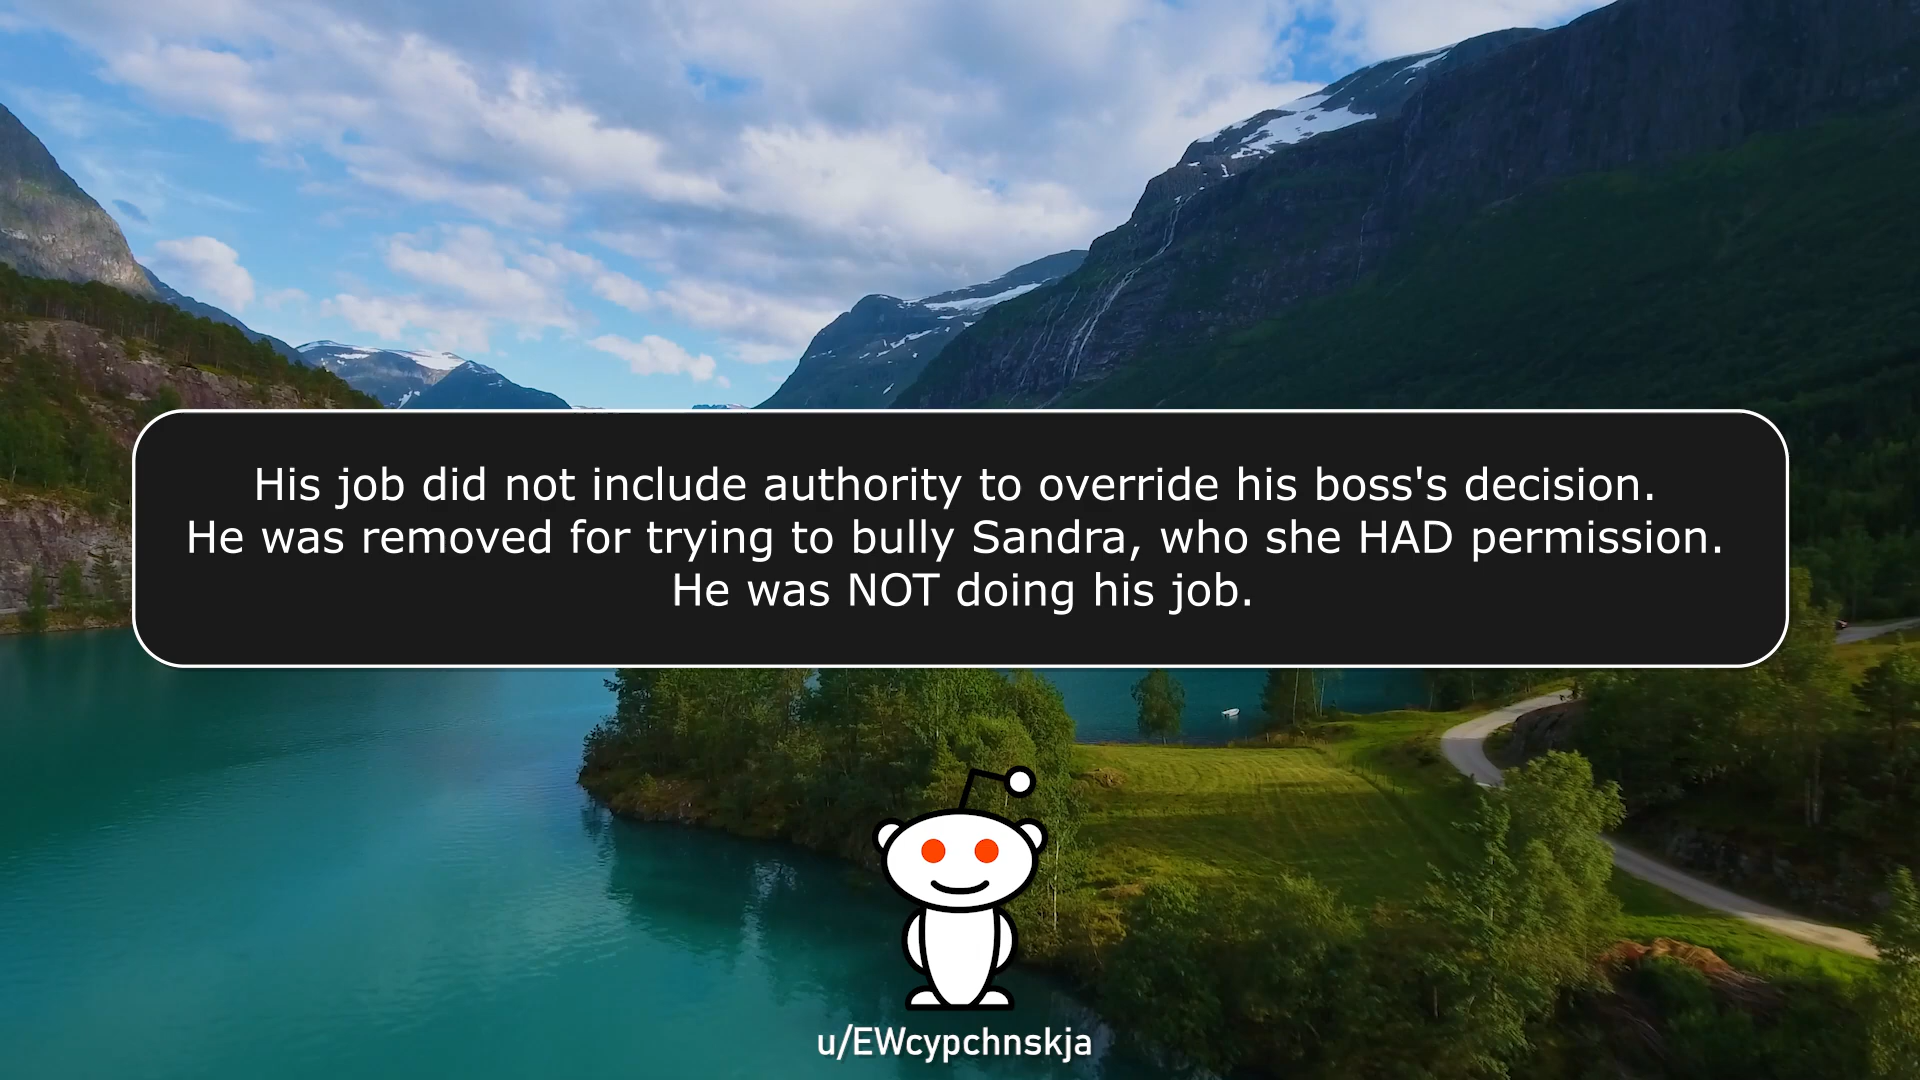 His job did not include authority to override his boss's decision.
He was removed for trying to bully Sandra, who she HAD permission.
He was NOT doing his job.
u/EWcypchnskja